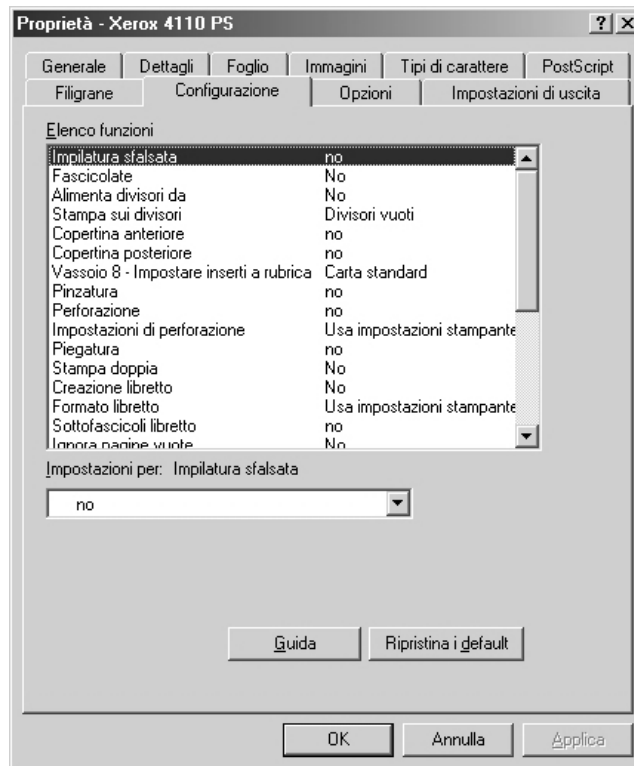 Proprietà - Xerox 4110 PS
Generale Dettagli Foglio Immagini Tipi di carattere PostScript
Filigrane Configurazione Opzioni Impostazioni di uscita
Elenco funzioni
Impilatura sfalsata no
Fascicolate No
Alimenta divisori da No
Stampa sui divisori Divisori vuoti
Copertina anteriore no
Copertina posteriore no
Vassoio 8 - Impostare inserti a rubrica Carta standard
Pinzatura no
Perforazione no
Impostazioni di perforazione Usa impostazioni stampante
Piegatura no
Stampa doppia No
Creazione libretto No
Formato libretto Usa impostazioni stampante
Sottofascicoli libretto no
Ignora pagine vuote No
Impostazioni per: Impilatura sfalsata
no
Guida Ripristina i default
OK Annulla Applica